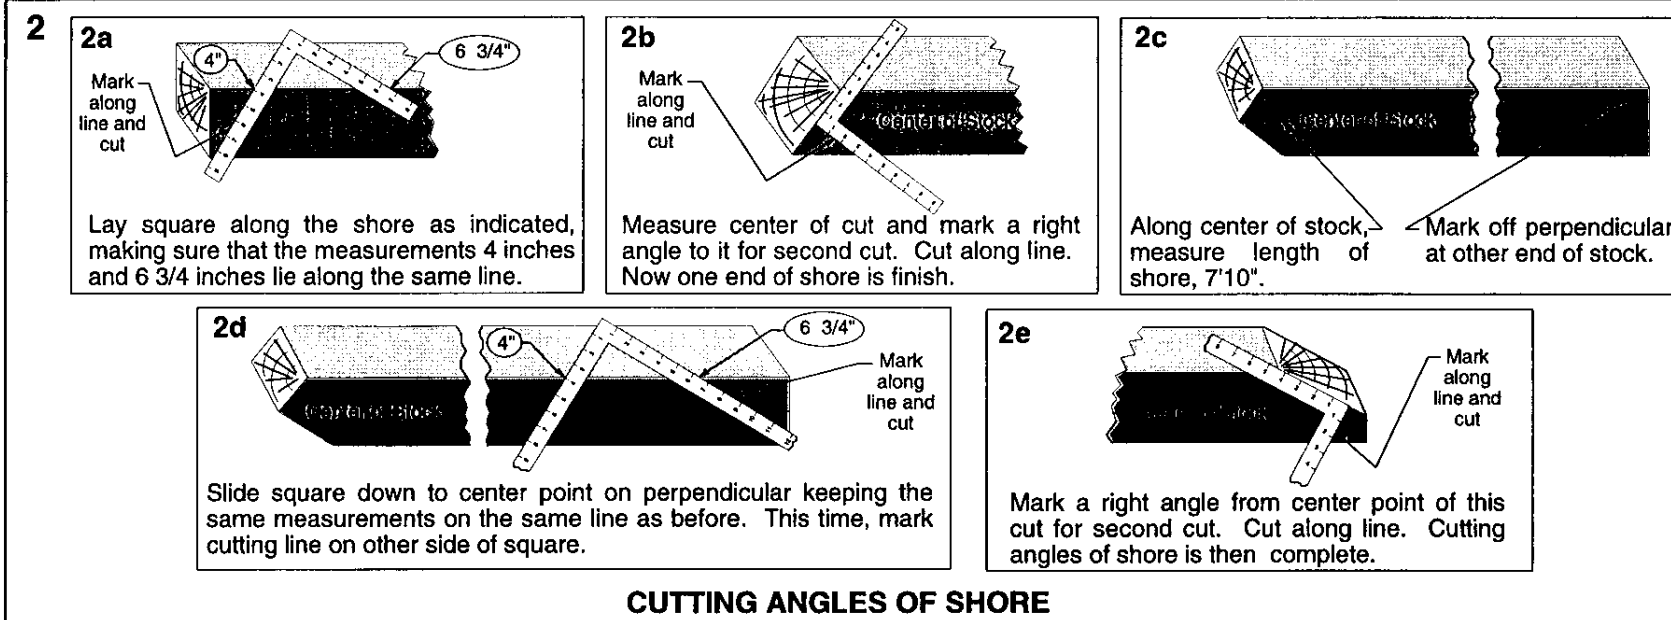 2
2a
4"
6 3/4"
Mark
along
line and
cut
Lay square along the shore as indicated,
making sure that the measurements 4 inches
and 6 3/4 inches lie along the same line.
2b
Mark
along
line and
cut
Center of Stock
Measure center of cut and mark a right
angle to it for second cut. Cut along line.
Now one end of shore is finish.
2c
Center of Stock
Along center of stock,
measure length of
shore, 7'10".
Mark off perpendicular
at other end of stock.
2d
4"
6 3/4"
Mark
along
line and
cut
Center of Stock
Slide square down to center point on perpendicular keeping the
same measurements on the same line as before. This time, mark
cutting line on other side of square.
2e
Mark
along
line and
cut
Mark a right angle from center point of this
cut for second cut. Cut along line. Cutting
angles of shore is then complete.
CUTTING ANGLES OF SHORE